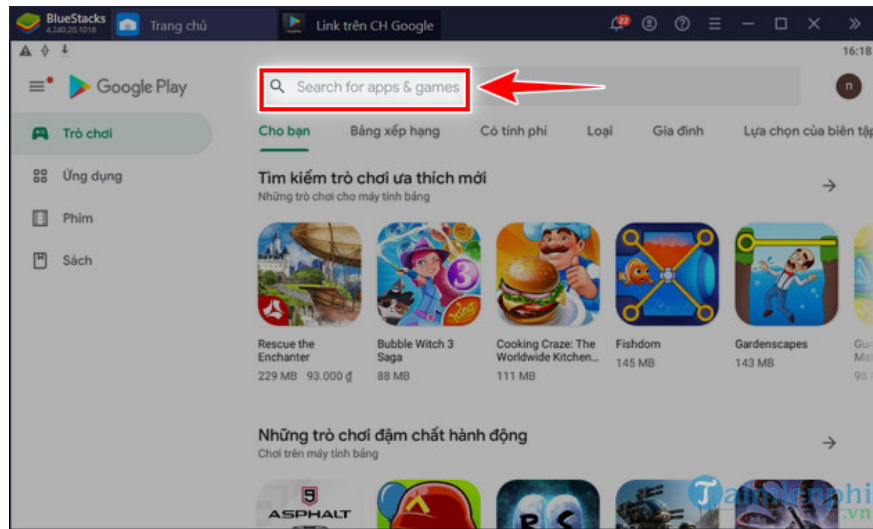 BlueStacks
4.240.20.1016
Trang chủ
Link trên CH Google
22
16:18
Google Play
Search for apps & games
n
Trò chơi
Ứng dụng
Phim
Sách
Cho bạn
Bảng xếp hạng
Có tính phí
Loại
Gia đình
Lựa chọn của biên tập
Tìm kiếm trò chơi ưa thích mới
Những trò chơi cho máy tính bảng
3
King
Rescue the
Enchanter
229 MB 93.000 ₫
Bubble Witch 3
Saga
88 MB
Cooking Craze: The
Worldwide Kitchen...
111 MB
Fishdom
145 MB
Gardenscapes
143 MB
Những trò chơi đậm chất hành động
Chơi trên máy tính bảng
ASPHALT
Taimienphi
.vn